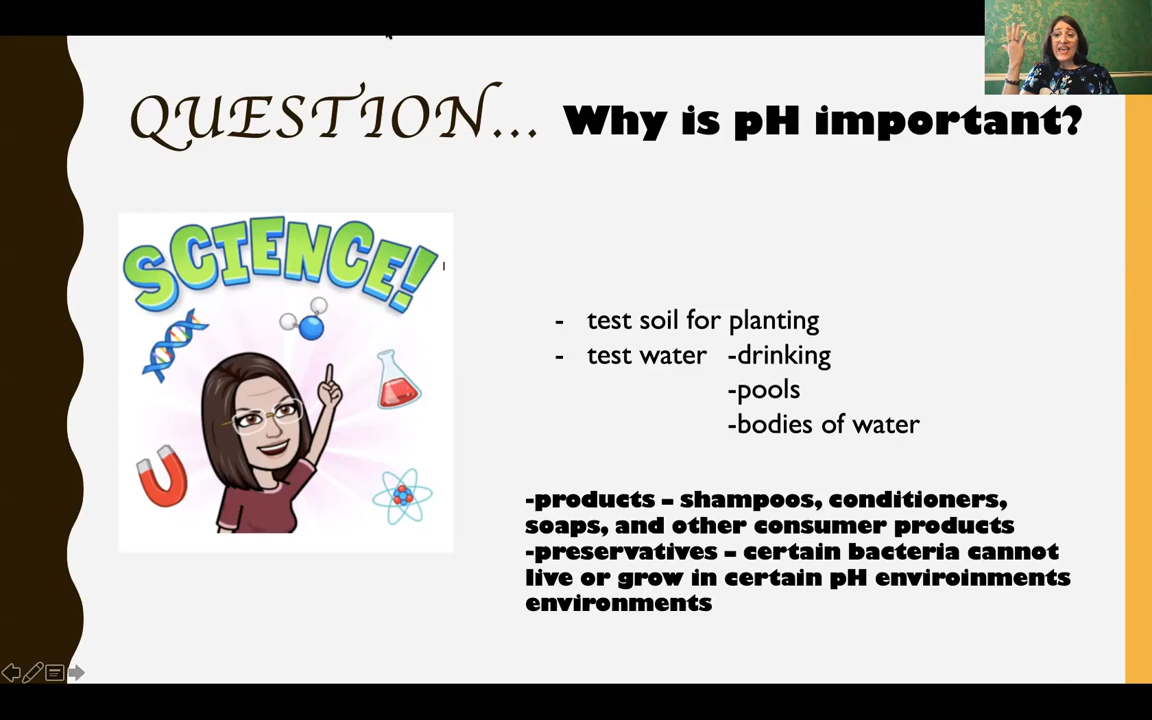 QUESTION... Why is pH important?
SCIENCE!
- test soil for planting
- test water -drinking
-pools
-bodies of water
-products – shampoos, conditioners,
soaps, and other consumer products
-preservatives – certain bacteria cannot
live or grow in certain pH enviroinments
environments